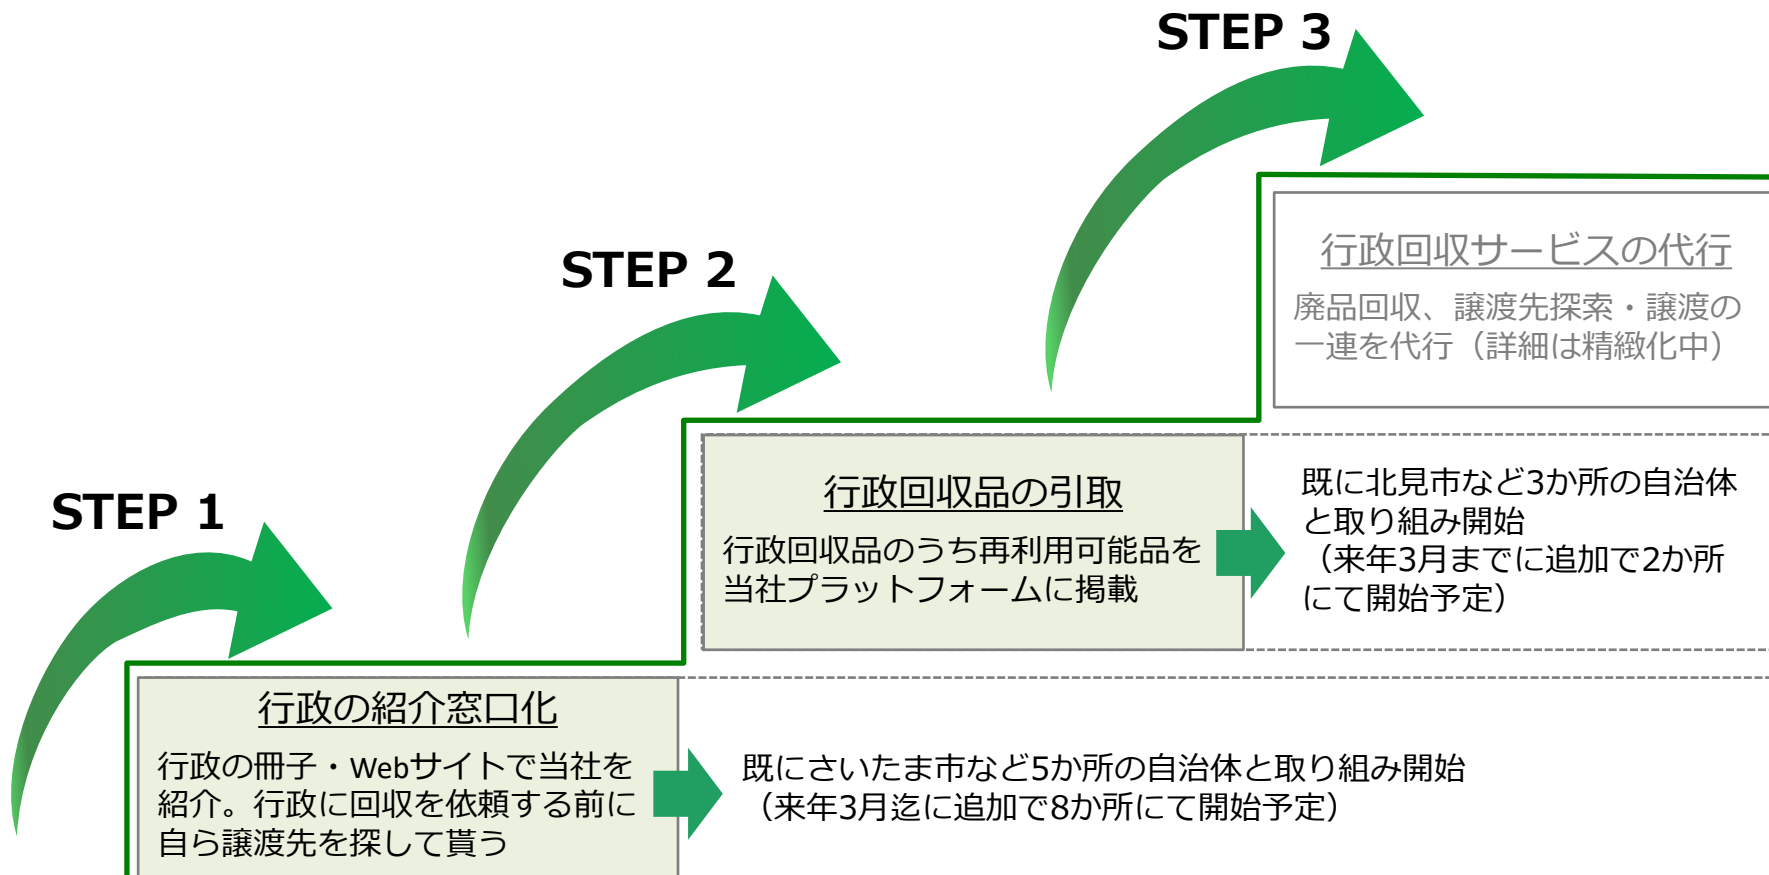 STEP 3
行政回収サービスの代行
廃品回収、譲渡先探索・譲渡の
一連を代行（詳細は精緻化中）
STEP 2
行政回収品の引取
行政回収品のうち再利用可能品を
当社プラットフォームに掲載
既に北見市など3か所の自治体
と取り組み開始
（来年3月までに追加で2か所
にて開始予定）
STEP 1
行政の紹介窓口化
行政の冊子・Webサイトで当社を
紹介。行政に回収を依頼する前に
自ら譲渡先を探して貰う
既にさいたま市など5か所の自治体と取り組み開始
（来年3月迄に追加で8か所にて開始予定）